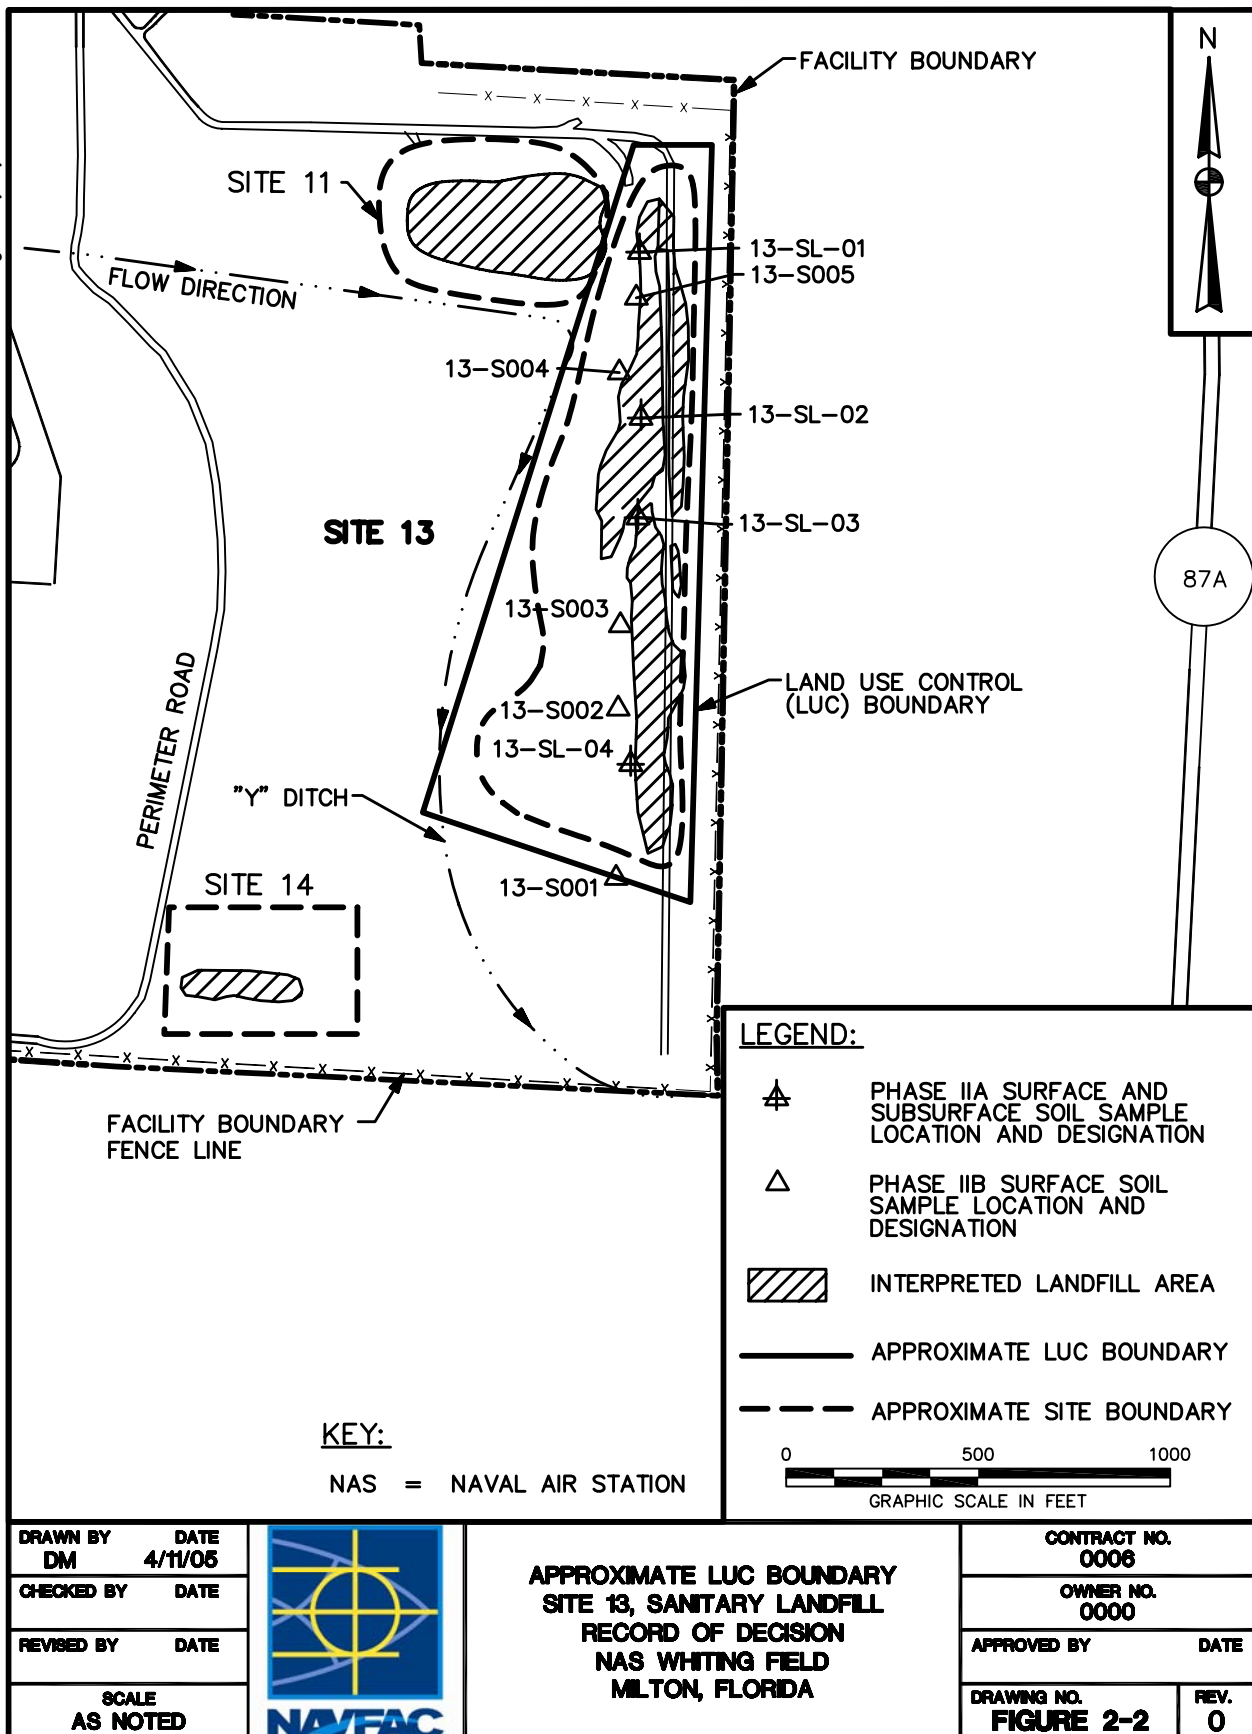 N
FACILITY BOUNDARY
SITE 11
FLOW DIRECTION
13-SL-01
13-S005
13-S004
13-SL-02
SITE 13
13-SL-03
87A
13-S003
LAND USE CONTROL
(LUC) BOUNDARY
13-S002
13-SL-04
PERIMETER ROAD
"Y" DITCH
SITE 14
13-S001
FACILITY BOUNDARY
FENCE LINE
LEGEND:
PHASE IIA SURFACE AND
SUBSURFACE SOIL SAMPLE
LOCATION AND DESIGNATION
PHASE IIB SURFACE SOIL
SAMPLE LOCATION AND
DESIGNATION
INTERPRETED LANDFILL AREA
APPROXIMATE LUC BOUNDARY
APPROXIMATE SITE BOUNDARY
0 500 1000
GRAPHIC SCALE IN FEET
KEY:
NAS = NAVAL AIR STATION
DRAWN BY DATE
DM 4/11/05
CHECKED BY DATE
REVISED BY DATE
SCALE
AS NOTED
NAVFAC
APPROXIMATE LUC BOUNDARY
SITE 13, SANITARY LANDFILL
RECORD OF DECISION
NAS WHITING FIELD
MILTON, FLORIDA
CONTRACT NO.
0006
OWNER NO.
0000
APPROVED BY DATE
DRAWING NO.
FIGURE 2-2
REV.
0